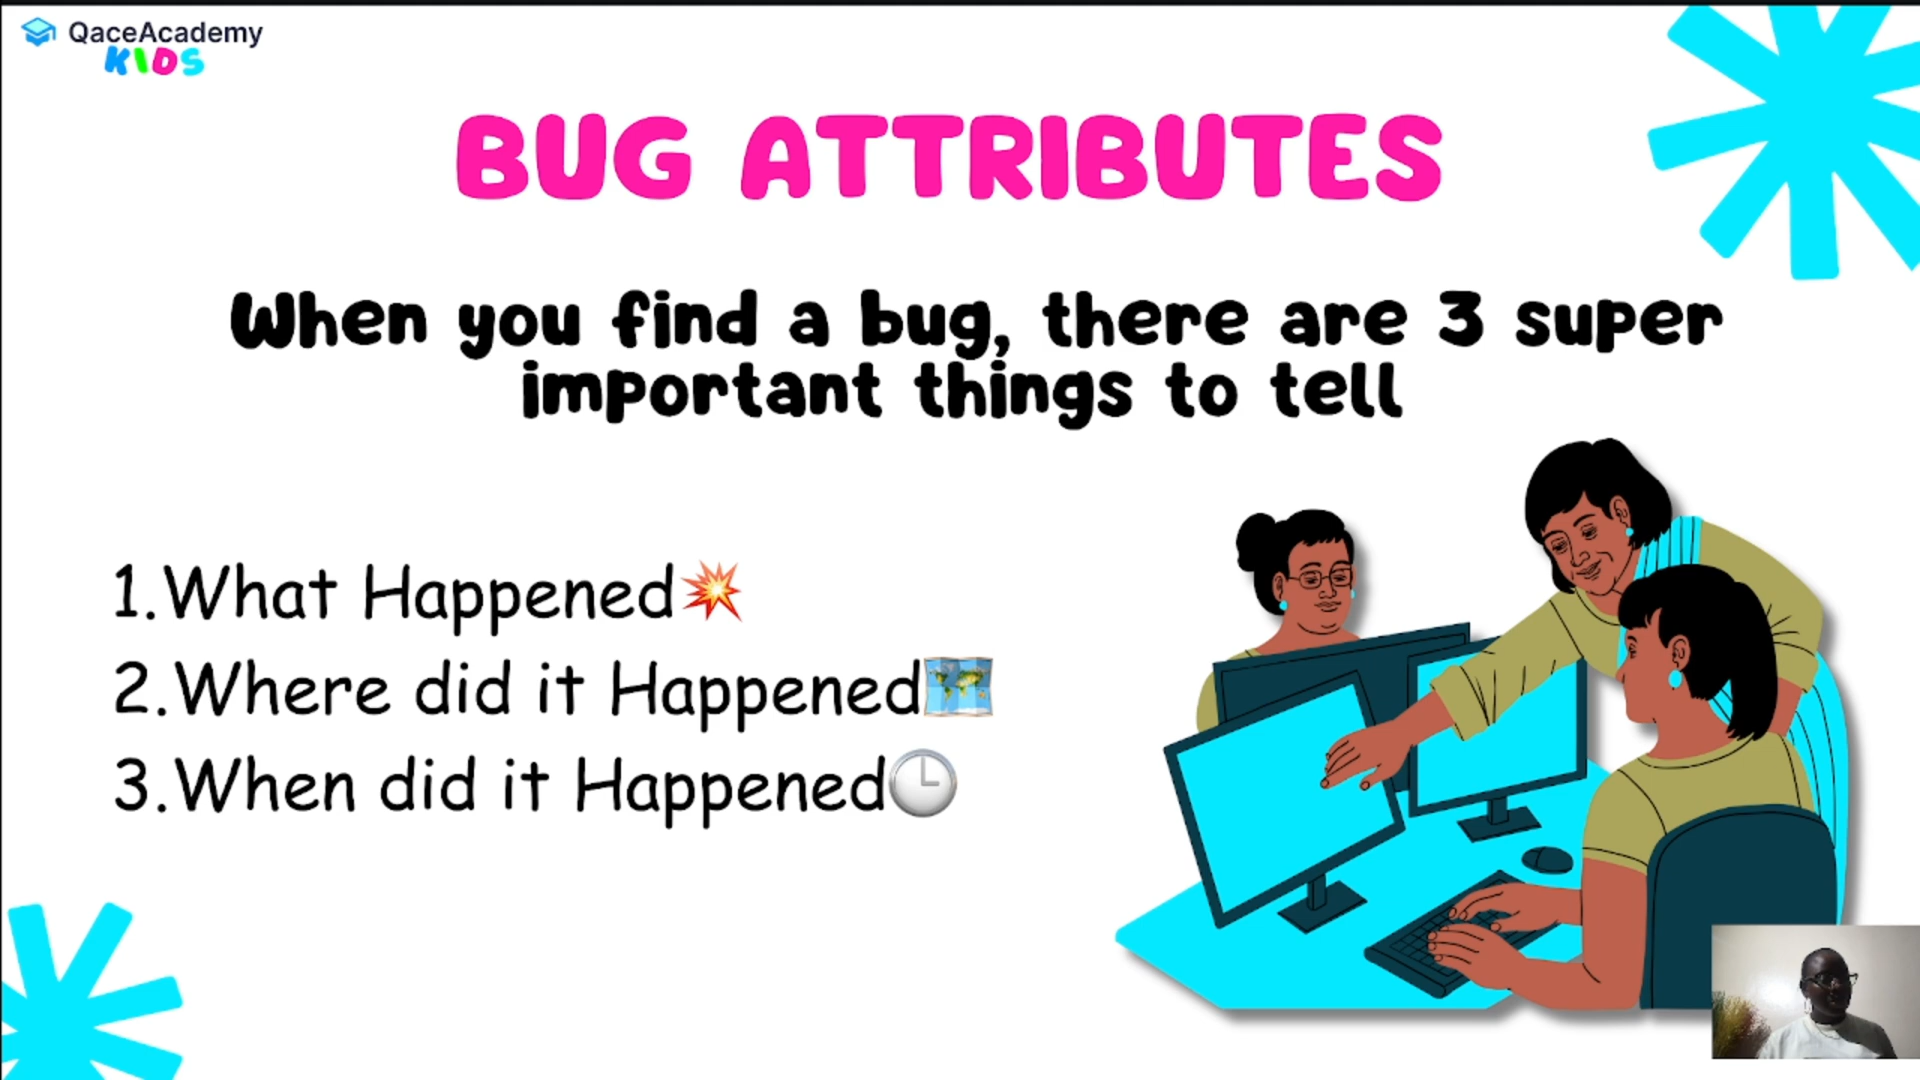 QaceAcademy
KIDS
BUG ATTRIBUTES
When you find a bug, there are 3 super
important things to tell
1.What Happened💥
2.Where did it Happened🗺️
3.When did it Happened🕒